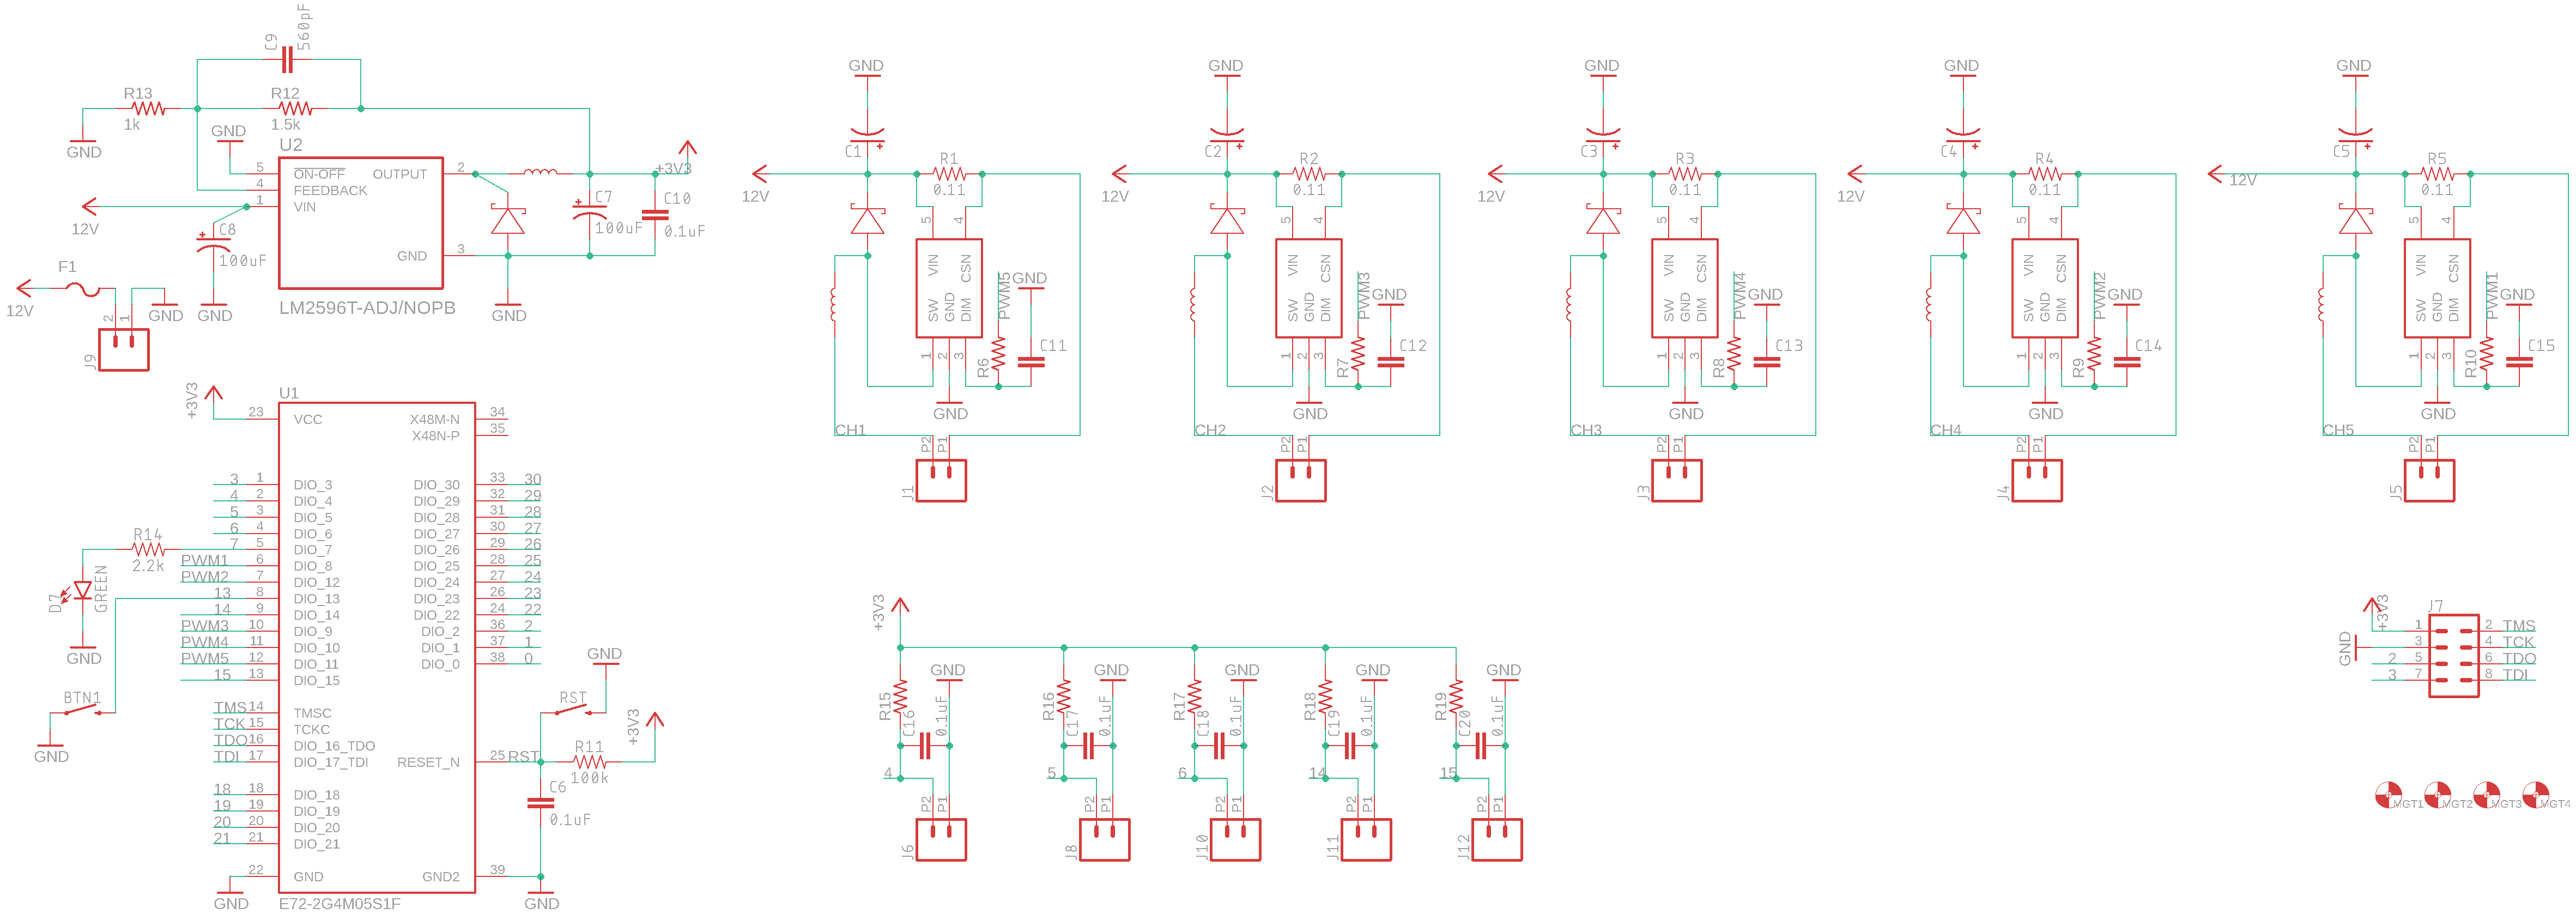 C9
560pF
R13
1k
R12
1.5k
GND
GND
U2
5
4
1
ON-OFF
FEEDBACK
VIN
OUTPUT
GND
2
3
LM2596T-ADJ/NOPB
+3V3
C7
100uF
C10
0.1uF
GND
12V
C8
100uF
GND
F1
12V
2
1
GND
J9
GND
C1
12V
R1
0.11
5
4
VIN
CSN
SW
GND
DIM
1
2
3
PWM5
GND
R6
C11
GND
CH1
P2
P1
J1
GND
C2
12V
R2
0.11
5
4
VIN
CSN
SW
GND
DIM
1
2
3
PWM3
GND
R7
C12
GND
CH2
P2
P1
J2
GND
C3
12V
R3
0.11
5
4
VIN
CSN
SW
GND
DIM
1
2
3
PWM4
GND
R8
C13
GND
CH3
P2
P1
J3
GND
C4
12V
R4
0.11
5
4
VIN
CSN
SW
GND
DIM
1
2
3
PWM2
GND
R9
C14
GND
CH4
P2
P1
J4
GND
C5
12V
R5
0.11
5
4
VIN
CSN
SW
GND
DIM
1
2
3
PWM1
GND
R10
C15
GND
CH5
P2
P1
J5
+3V3
U1
23 VCC
X48M-N 34
X48N-P 35
3 1 DIO_3
4 2 DIO_4
5 3 DIO_5
6 4 DIO_6
7 5 DIO_7
PWM1 6 DIO_8
PWM2 7 DIO_12
13 8 DIO_13
14 9 DIO_14
PWM3 10 DIO_9
PWM4 11 DIO_10
PWM5 12 DIO_11
15 13 DIO_15
TMS 14 TMSC
TCK 15 TCKC
TDO 16 DIO_16_TDO
TDI 17 DIO_17_TDI
18 18 DIO_18
19 19 DIO_19
20 20 DIO_20
21 21 DIO_21
22 GND
GND
DIO_30 33 30
DIO_29 32 29
DIO_28 31 28
DIO_27 30 27
DIO_26 29 26
DIO_25 28 25
DIO_24 27 24
DIO_23 26 23
DIO_22 24 22
DIO_2 36 2
DIO_1 37 1
DIO_0 38 0
RESET_N 25 RST
GND2 39
GND
E72-2G4M05S1F
R14
2.2k
D7
GREEN
GND
BTN1
GND
GND
RST
+3V3
R11
100k
C6
0.1uF
+3V3
R15
GND
C16
0.1uF
4
P2
P1
J6
R16
GND
C17
0.1uF
5
P2
P1
J8
R17
GND
C18
0.1uF
6
P2
P1
J10
R18
GND
C19
0.1uF
14
P2
P1
J11
R19
GND
C20
0.1uF
15
P2
P1
J12
+3V3
GND
J7
1 2 TMS
3 4 TCK
2 5 6 TDO
3 7 8 TDI
MGT1
MGT2
MGT3
MGT4